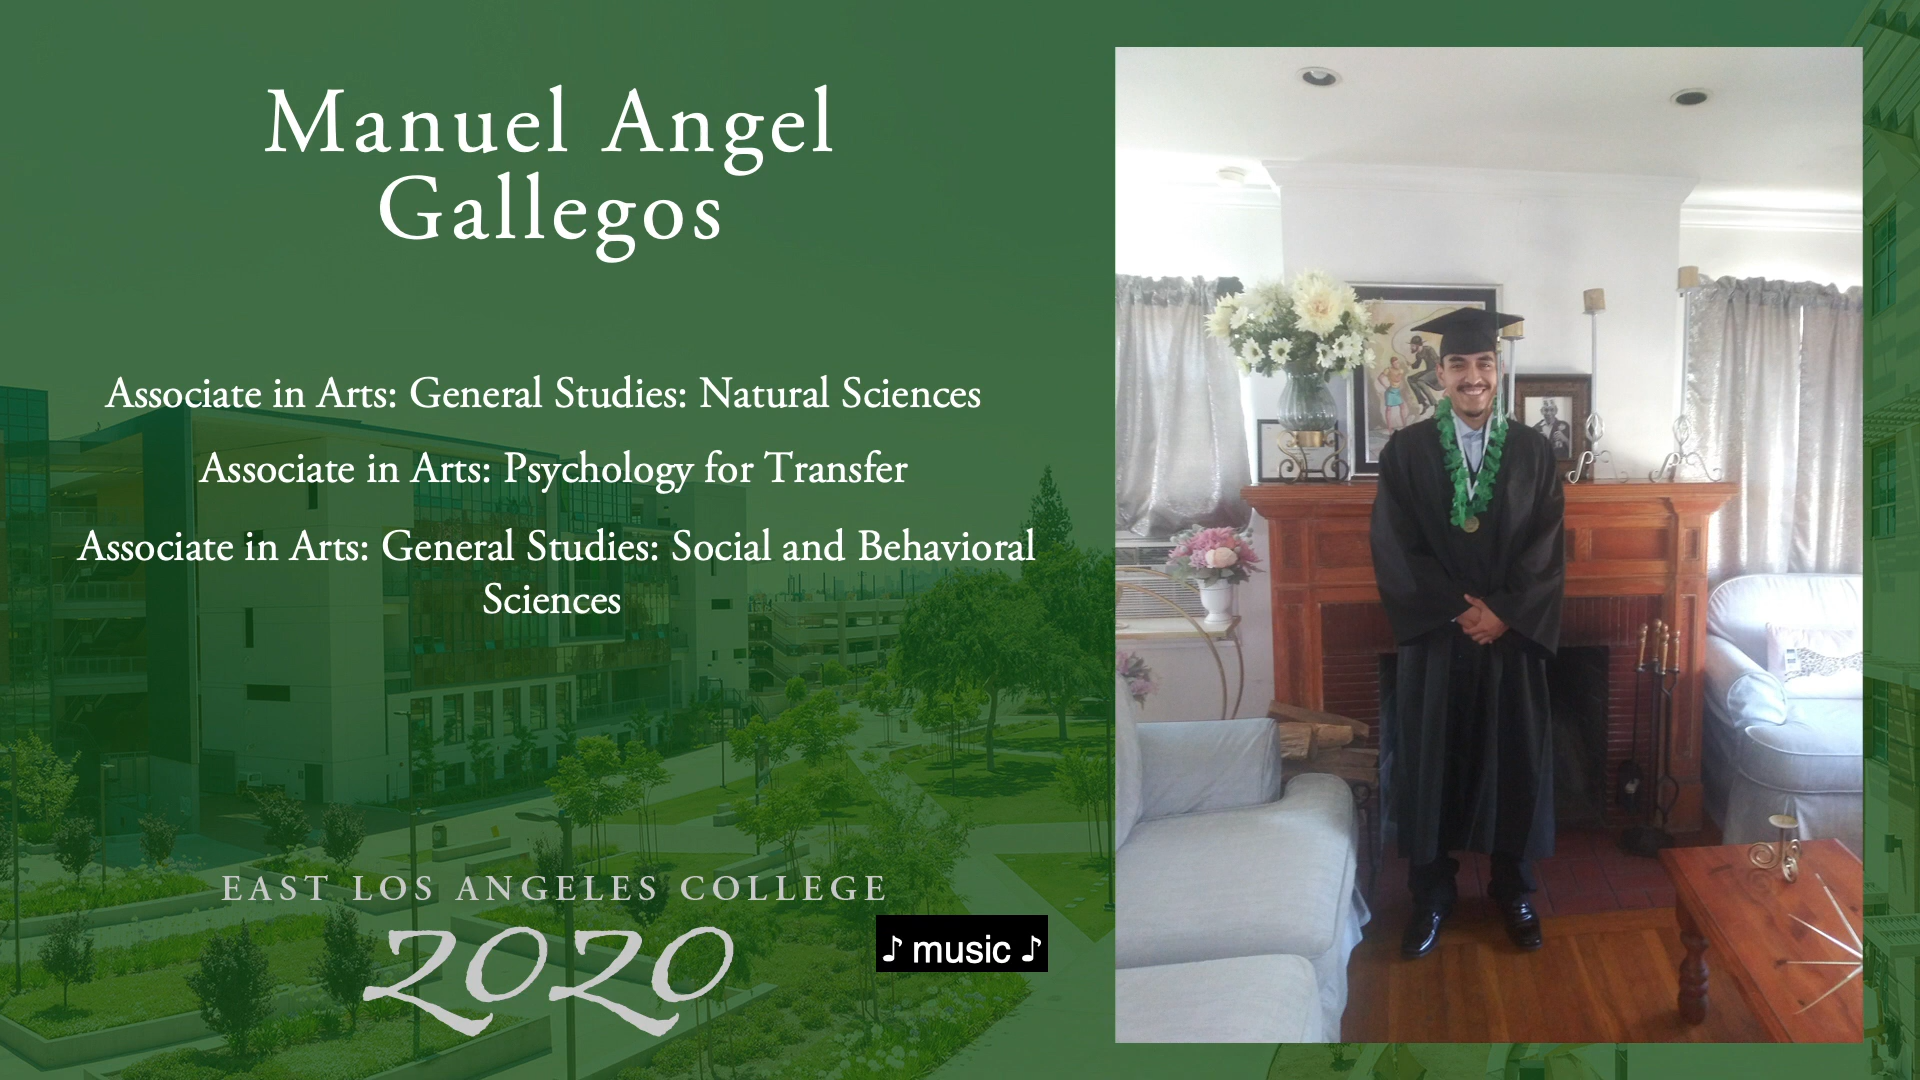 Manuel Angel
Gallegos
Associate in Arts: General Studies: Natural Sciences
Associate in Arts: Psychology for Transfer
Associate in Arts: General Studies: Social and Behavioral
Sciences
EAST LOS ANGELES COLLEGE
2020
♪ music ♪